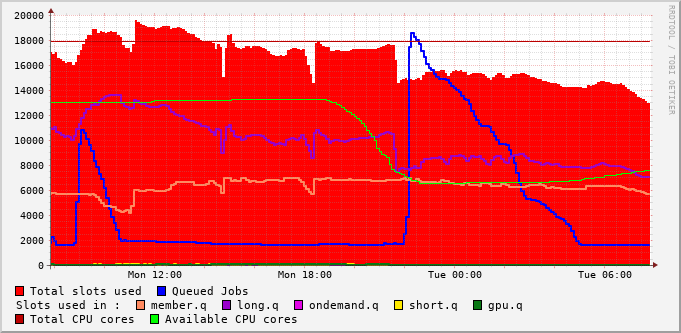 20000
18000
16000
14000
12000
10000
8000
6000
4000
2000
0
Mon 12:00 Mon 18:00 Tue 00:00 Tue 06:00
RRDTOOL / TOBI OETIKER
Total slots used Queued Jobs
Slots used in : member.q long.q ondemand.q short.q gpu.q
Total CPU cores Available CPU cores